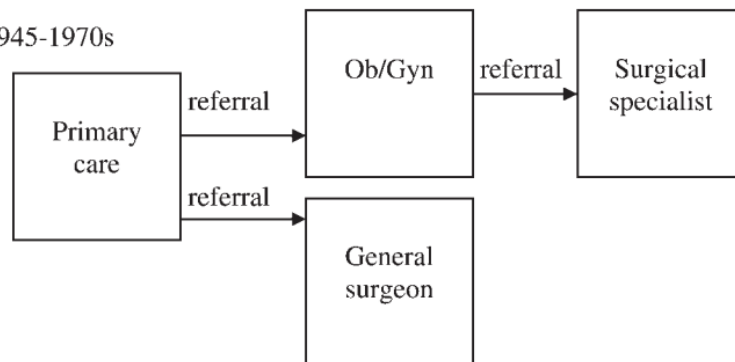 945-1970s
Primary
care
referral
referral
Ob/Gyn
referral
Surgical
specialist
General
surgeon